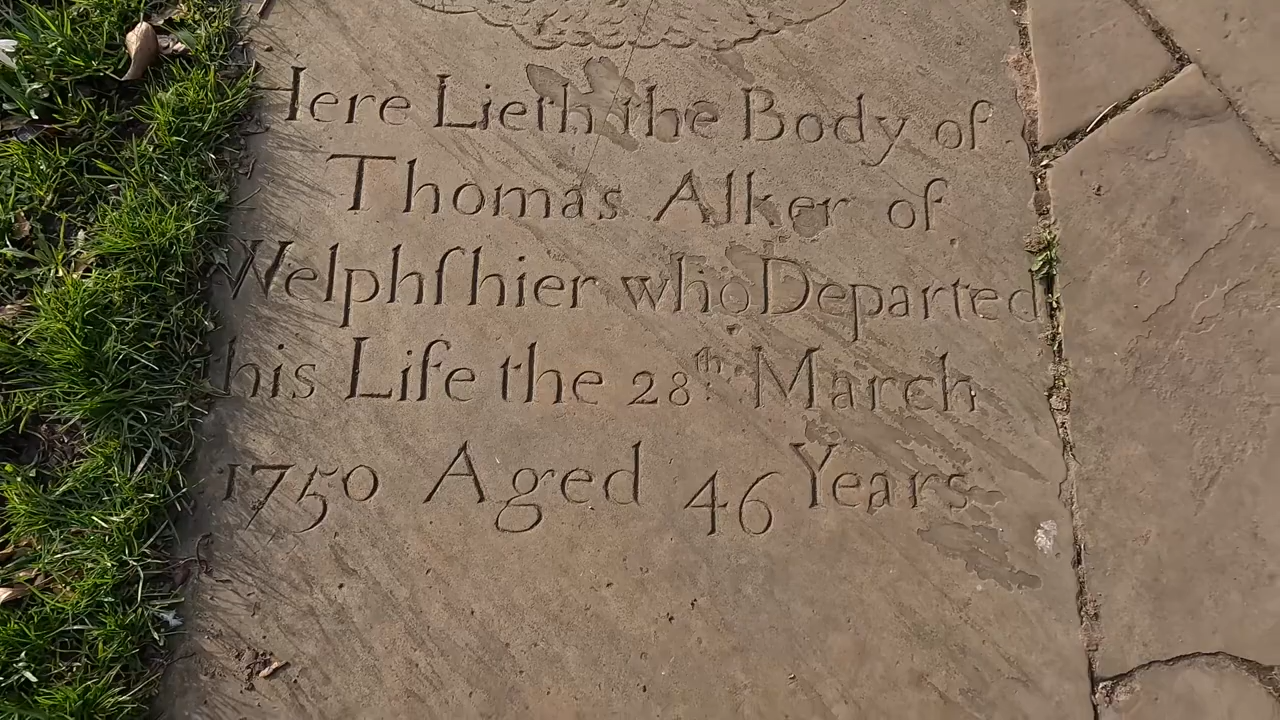 Here Lieth the Body of
Thomas Alker of
Welphſhier who Departed
this Life the 28th March
1750 Aged 46 Years